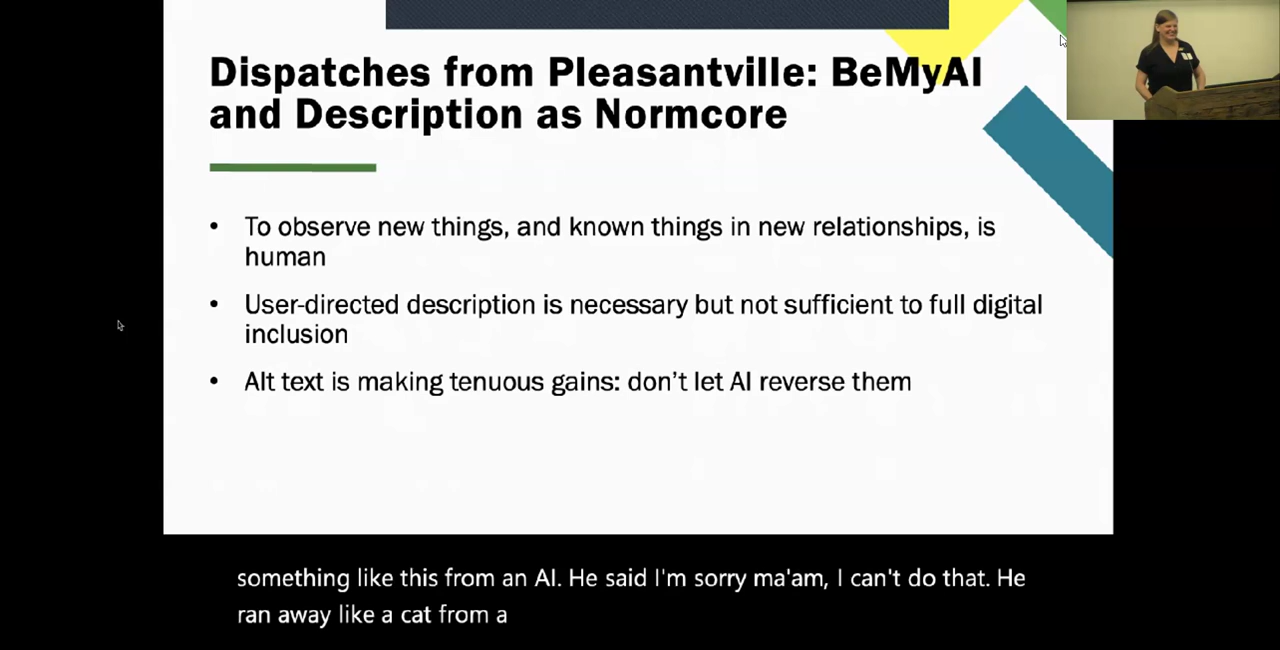 Dispatches from Pleasantville: BeMyAI
and Description as Normcore
• To observe new things, and known things in new relationships, is
human
• User-directed description is necessary but not sufficient to full digital
inclusion
• Alt text is making tenuous gains: don’t let AI reverse them
something like this from an AI. He said I'm sorry ma'am, I can't do that. He
ran away like a cat from a